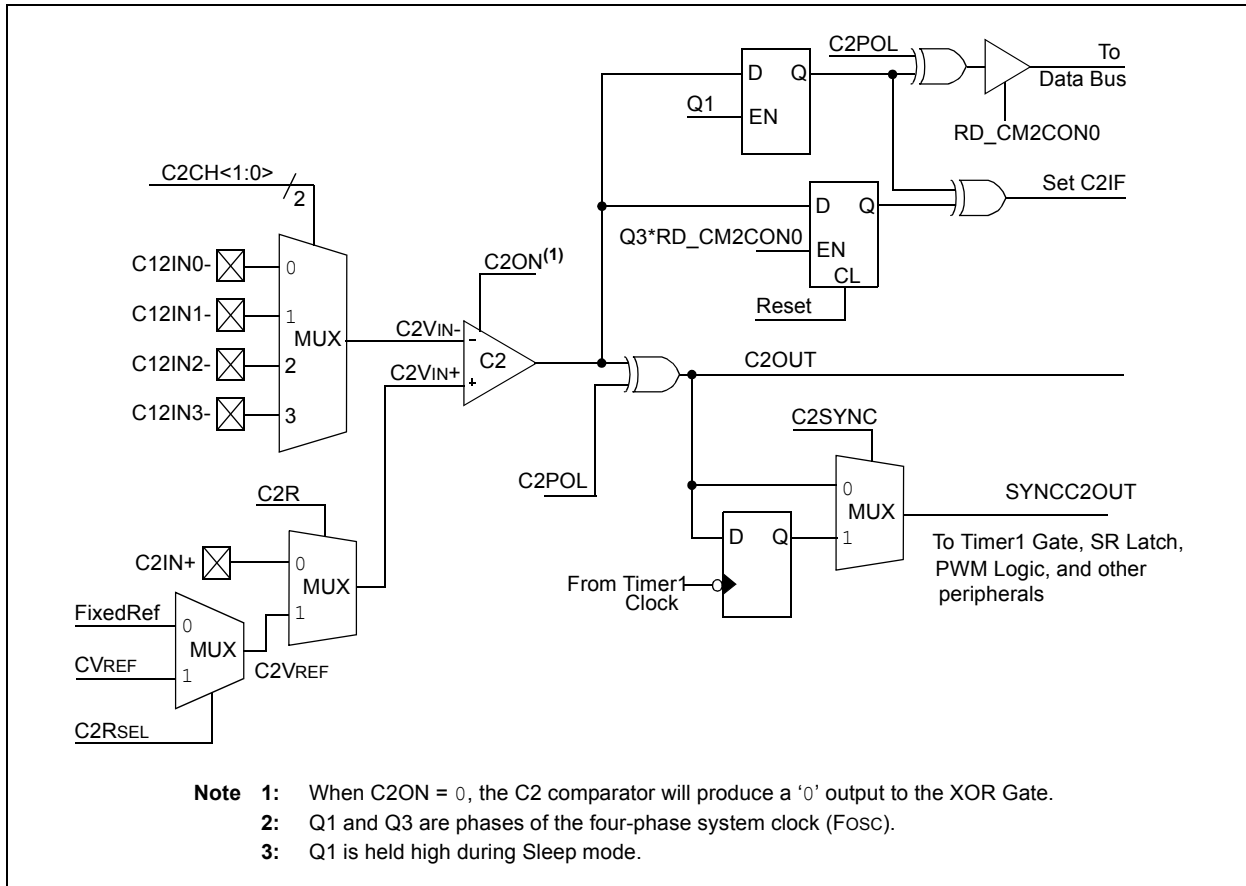 C2POL
To
Data Bus
D Q
Q1
EN
RD_CM2CON0
C2CH<1:0>
2
Set C2IF
D Q
Q3*RD_CM2CON0
EN
CL
Reset
C12IN0-
0
C12IN1-
1
MUX
C12IN2-
2
C12IN3-
3
C2ON(1)
C2VIN-
-
C2
C2VIN+
+
C2OUT
C2POL
C2SYNC
0
MUX
1
SYNCC2OUT
D Q
From Timer1
Clock
To Timer1 Gate, SR Latch,
PWM Logic, and other
peripherals
C2R
C2IN+
0
MUX
1
FixedRef
0
MUX
CVREF
1
C2VREF
C2RSEL
Note 1: When C2ON = 0, the C2 comparator will produce a ‘0’ output to the XOR Gate.
2: Q1 and Q3 are phases of the four-phase system clock (FOSC).
3: Q1 is held high during Sleep mode.